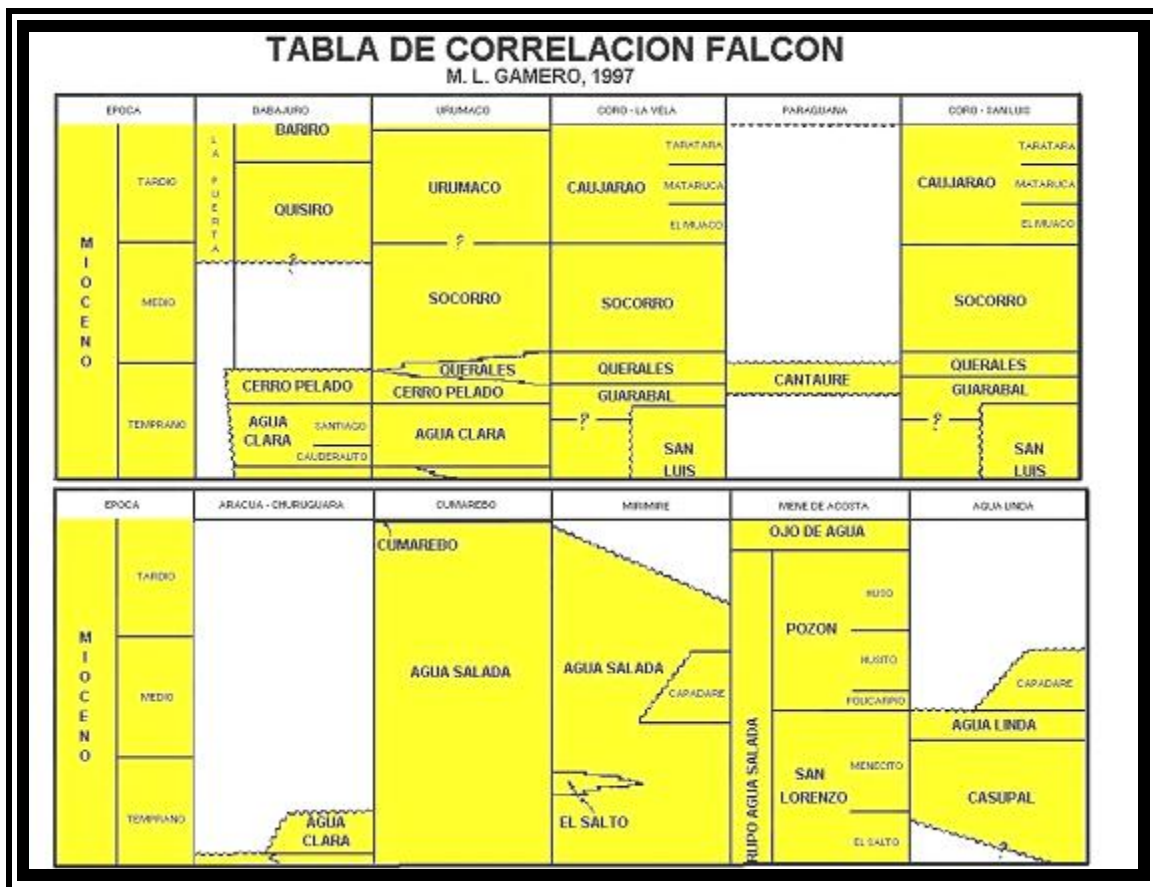 TABLA DE CORRELACION FALCON
M. L. GAMERO, 1997
EPOCA
BABAJURO
URUMACO
CORO - LA VELA
PARAGUANA
CORO - SAN LUIS
MIOCENO
TARDIO
MEDIO
TEMPRANO
LA PUERTA
BARIRO
QUISIRO
?
CERRO PELADO
AGUA CLARA
SANTIAGO
CAUDERALITO
URUMACO
?
SOCORRO
QUERALES
CERRO PELADO
AGUA CLARA
CAUJARAO
TARATARA
MATARUCA
EL MUACO
SOCORRO
QUERALES
GUARABAL
?
SAN LUIS
CANTAURE
CAUJARAO
TARATARA
MATARUCA
EL MUACO
SOCORRO
QUERALES
GUARABAL
?
SAN LUIS
EPOCA
ARACUA - CHURUGUARA
CUMAREBO
MIRIMIRE
MENE DE ACOSTA
AGUA LINDA
MIOCENO
TARDIO
MEDIO
TEMPRANO
AGUA CLARA
CUMAREBO
AGUA SALADA
AGUA SALADA
CAPADARE
EL SALTO
OJO DE AGUA
RUPO AGUA SALADA
POZON
HUSO
HUSITO
POLICARPIO
SAN LORENZO
MENECITO
EL SALTO
CAPADARE
AGUA LINDA
CASUPAL
?